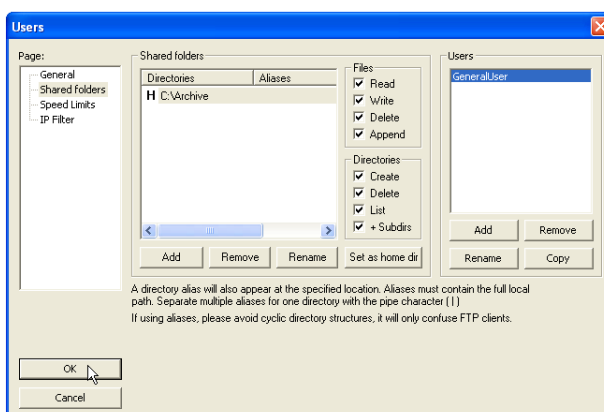 Users
Page:
General
Shared folders
Speed Limits
IP Filter
Shared folders
Directories Aliases
H C:\Archive
Files
Read
Write
Delete
Append
Directories
Create
Delete
List
+ Subdirs
Add Remove Rename Set as home dir
Users
GeneralUser
Add Remove
Rename Copy
A directory alias will also appear at the specified location. Aliases must contain the full local
path. Separate multiple aliases for one directory with the pipe character ( | )
If using aliases, please avoid cyclic directory structures, it will only confuse FTP clients.
OK
Cancel